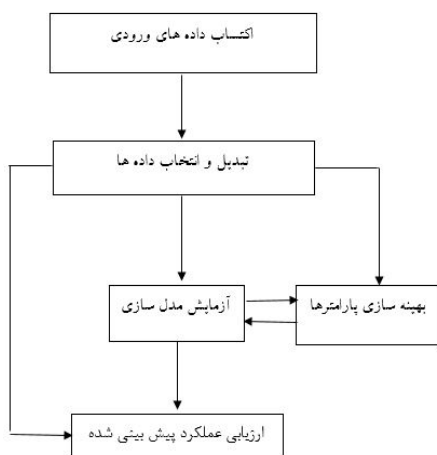 اکتساب داده های ورودی
تبدیل و انتخاب داده ها
آزمایش مدل سازی
بهینه سازی پارامترها
ارزیابی عملکرد پیش بینی شده